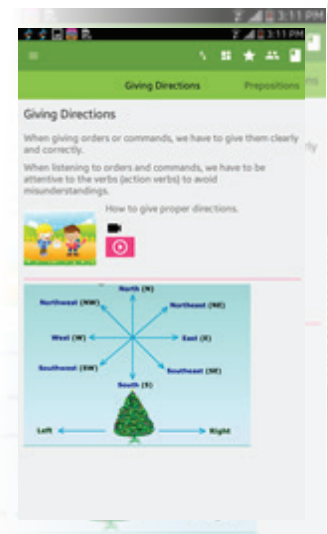 3:11 PM
3:11 PM
Giving Directions Prepositions
Giving Directions
When giving orders or commands, we have to give them clearly
and correctly.
When listening to orders and commands, we have to be
attentive to the verbs (action verbs) to avoid
misunderstandings.
How to give proper directions.
North (N)
Northwest (NW) Northeast (NE)
West (W) East (E)
Southwest (SW) Southeast (SE)
South (S)
Left Right